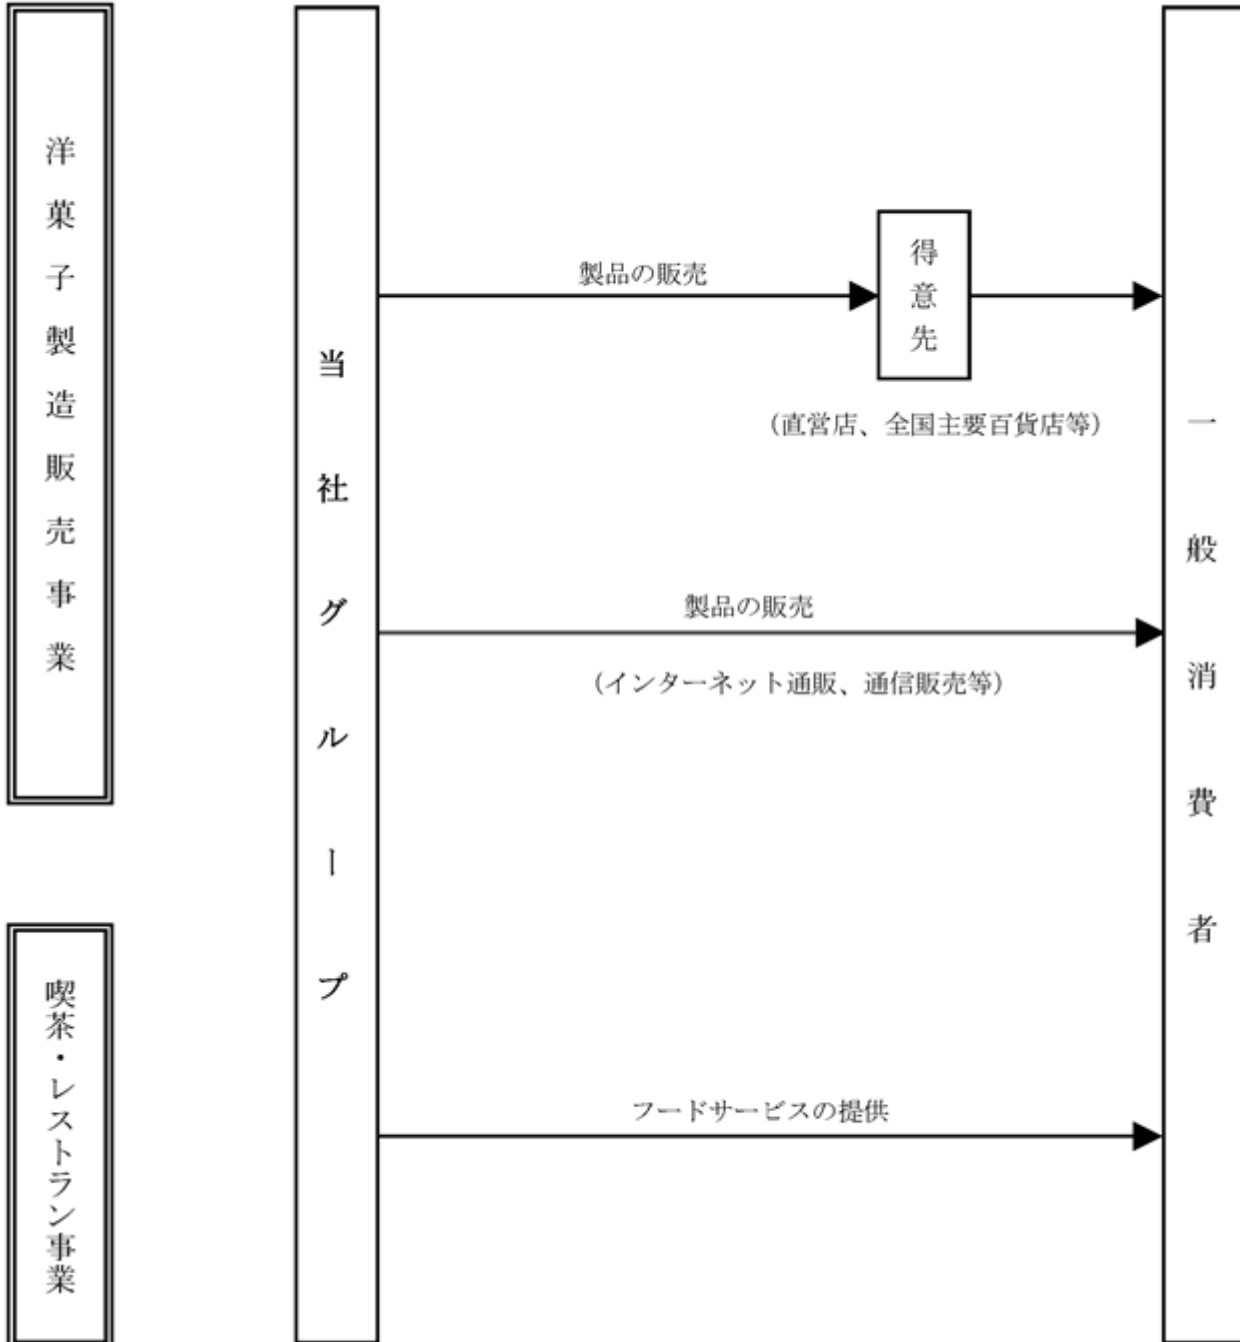 洋菓子製造販売事業
喫茶・レストラン事業
当社グループ
製品の販売
得意先
（直営店、全国主要百貨店等）
製品の販売
（インターネット通販、通信販売等）
フードサービスの提供
一般消費者